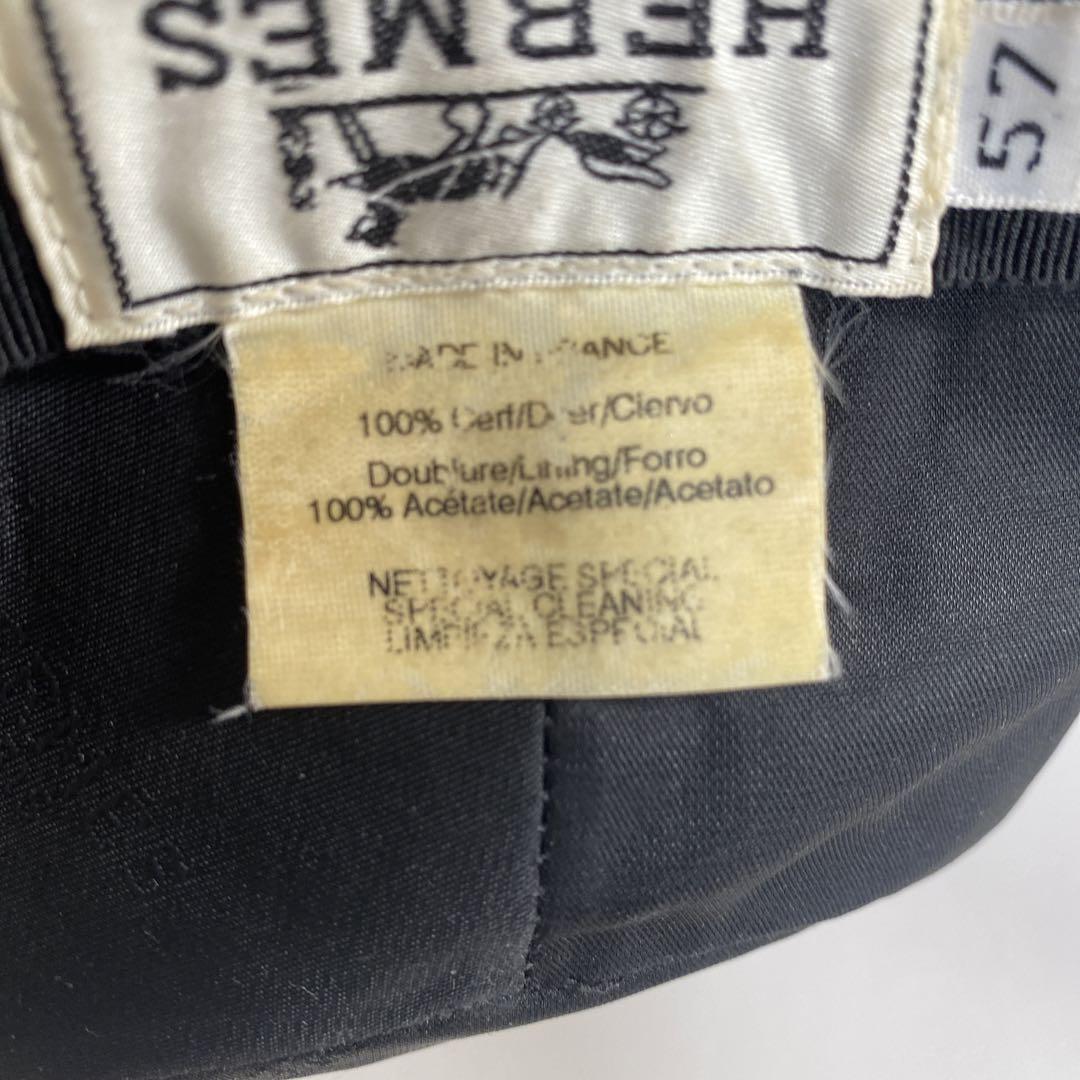 HERMES
57
MADE IN FRANCE
100% Cerf/Deer/Ciervo
Doublure/Lining/Forro
100% Acétate/Acetate/Acetato
NETTOYAGE SPECIAL
SPECIAL CLEANING
LIMPIEZA ESPECIAL